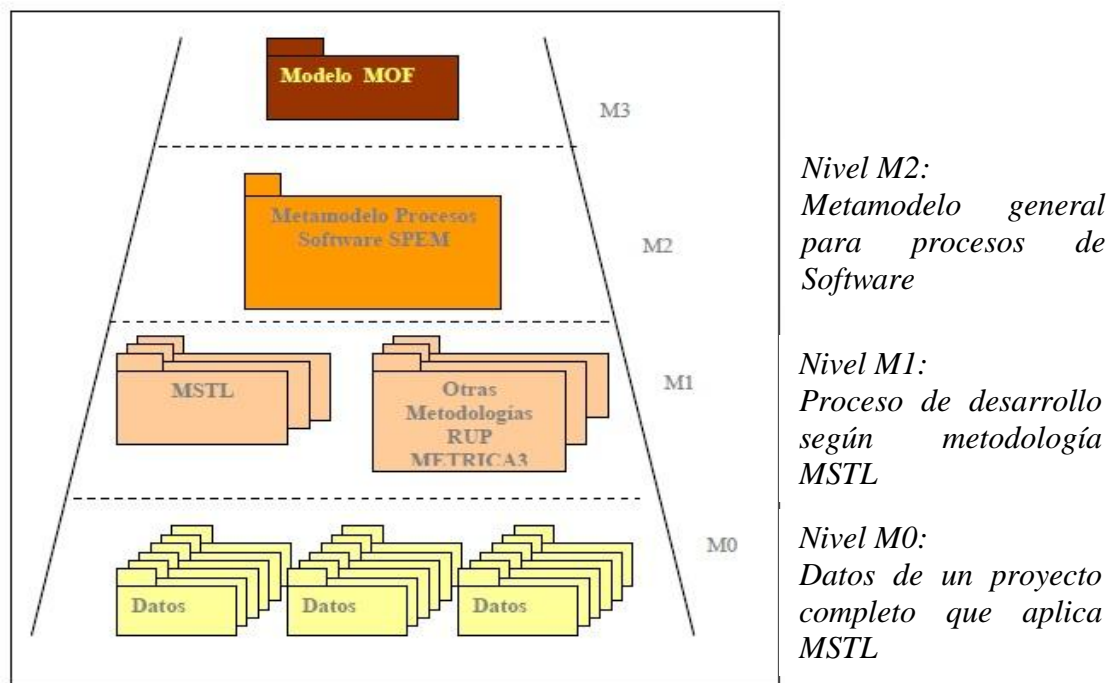 Modelo MOF
M3
Metamodelo Procesos
Software SPEM
M2
MSTL
Otras
Metodologías
RUP
METRICA3
M1
Datos
Datos
Datos
M0
Nivel M2:
Metamodelo general
para procesos de
Software
Nivel M1:
Proceso de desarrollo
según metodología
MSTL
Nivel M0:
Datos de un proyecto
completo que aplica
MSTL